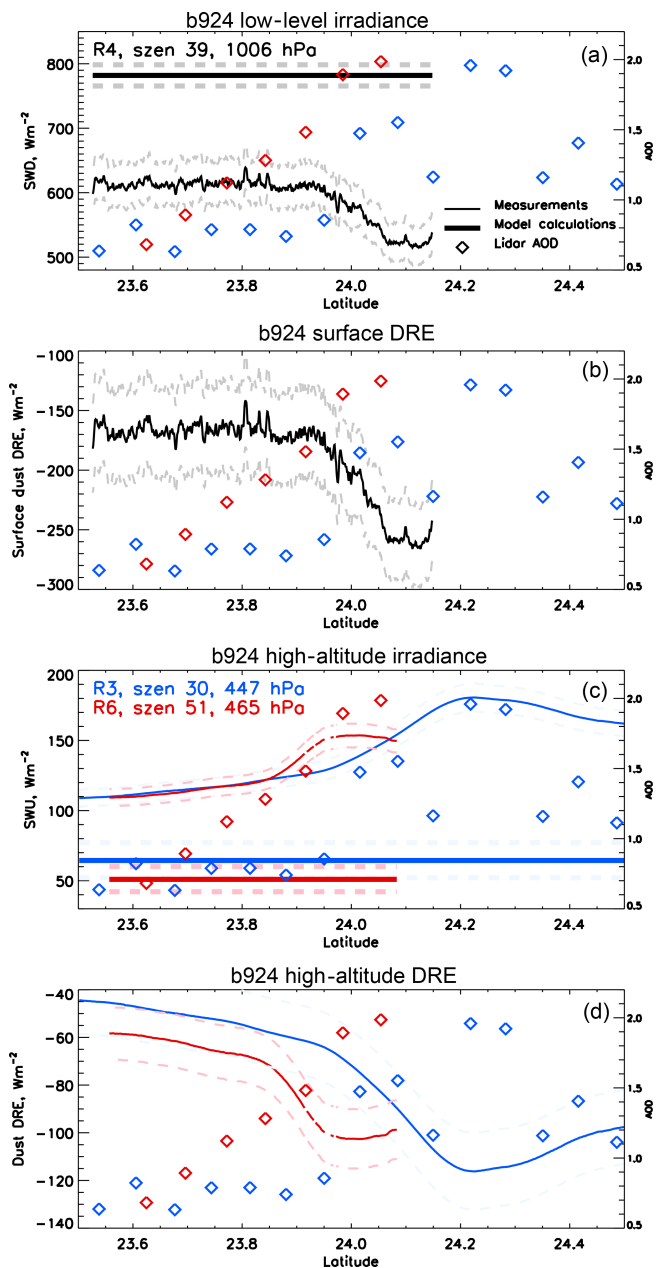 b924 low-level irradiance
R4, szen 39, 1006 hPa
(a)
800
700
600
500
SWD, Wm−2
2.0
1.5
1.0
0.5
AOD
Measurements
Model calculations
Lidar AOD
23.6
23.8
24.0
24.2
24.4
Latitude
b924 surface DRE
(b)
−100
−150
−200
−250
−300
Surface dust DRE, Wm−2
2.0
1.5
1.0
0.5
AOD
23.6
23.8
24.0
24.2
24.4
Latitude
b924 high-altitude irradiance
R3, szen 30, 447 hPa
R6, szen 51, 465 hPa
(c)
200
150
100
50
SWU, Wm−2
2.0
1.5
1.0
0.5
AOD
23.6
23.8
24.0
24.2
24.4
Latitude
b924 high-altitude DRE
(d)
−40
−60
−80
−100
−120
−140
Dust DRE, Wm−2
2.0
1.5
1.0
0.5
AOD
23.6
23.8
24.0
24.2
24.4
Latitude